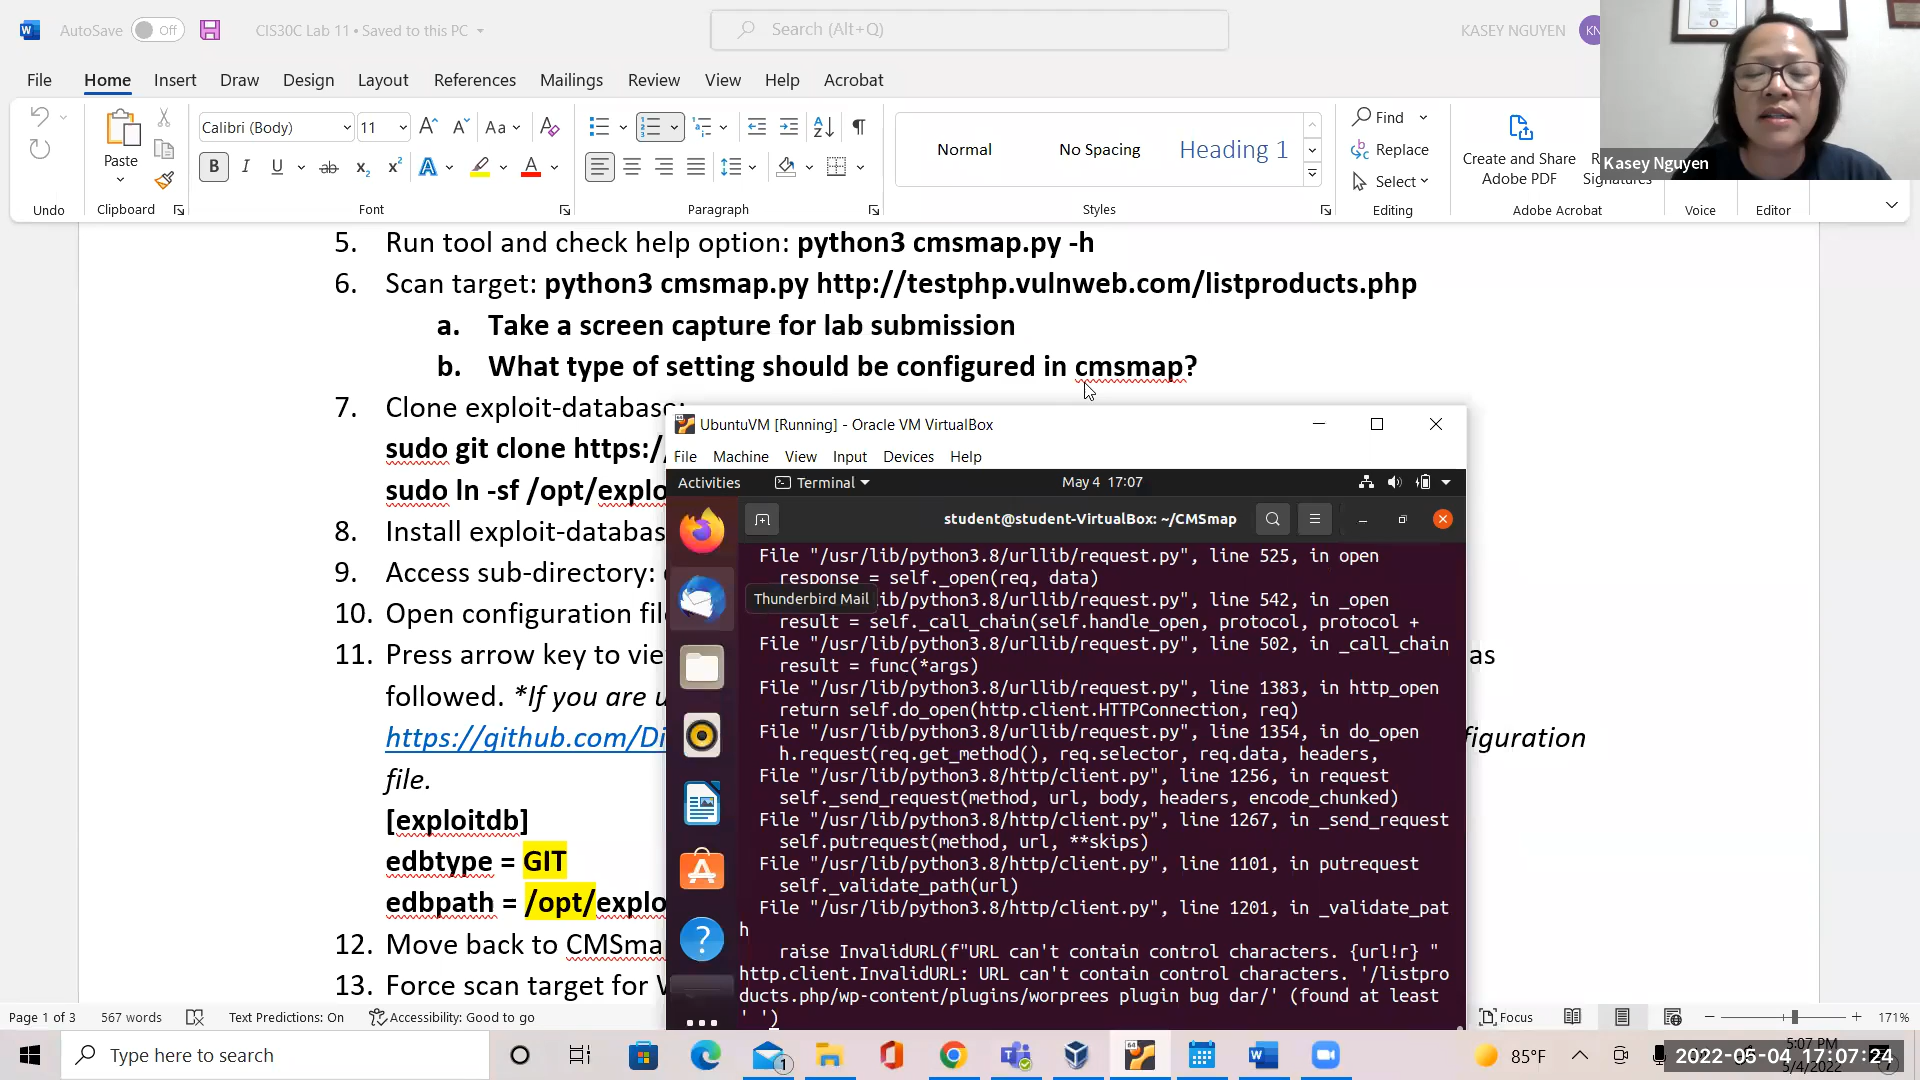 AutoSave
Off
CIS30C Lab 11 • Saved to this PC
Search (Alt+Q)
KASEY NGUYEN
File
Home
Insert
Draw
Design
Layout
References
Mailings
Review
View
Help
Acrobat
Paste
Calibri (Body)
11
Normal
No Spacing
Heading 1
Find
Replace
Select
Create and Share
Adobe PDF
Signatures
Kasey Nguyen
Undo
Clipboard
Font
Paragraph
Styles
Editing
Adobe Acrobat
Voice
Editor
5. Run tool and check help option: python3 cmsmap.py -h
6. Scan target: python3 cmsmap.py http://testphp.vulnweb.com/listproducts.php
a. Take a screen capture for lab submission
b. What type of setting should be configured in cmsmap?
7. Clone exploit-database:
sudo git clone https:/
sudo ln -sf /opt/explo
8. Install exploit-databas
9. Access sub-directory:
10. Open configuration fil
11. Press arrow key to vie
as
followed. *If you are u
https://github.com/Di
figuration
file.
[exploitdb]
edbtype = GIT
edbpath = /opt/explo
12. Move back to CMSma
13. Force scan target for
UbuntuVM [Running] - Oracle VM VirtualBox
File
Machine
View
Input
Devices
Help
Activities
Terminal
May 4 17:07
student@student-VirtualBox: ~/CMSmap
Thunderbird Mail
File "/usr/lib/python3.8/urllib/request.py", line 525, in open
response = self._open(req, data)
ib/python3.8/urllib/request.py", line 542, in _open
result = self._call_chain(self.handle_open, protocol, protocol +
File "/usr/lib/python3.8/urllib/request.py", line 502, in _call_chain
result = func(*args)
File "/usr/lib/python3.8/urllib/request.py", line 1383, in http_open
return self.do_open(http.client.HTTPConnection, req)
File "/usr/lib/python3.8/urllib/request.py", line 1354, in do_open
h.request(req.get_method(), req.selector, req.data, headers,
File "/usr/lib/python3.8/http/client.py", line 1256, in request
self._send_request(method, url, body, headers, encode_chunked)
File "/usr/lib/python3.8/http/client.py", line 1267, in _send_request
self.putrequest(method, url, **skips)
File "/usr/lib/python3.8/http/client.py", line 1101, in putrequest
self._validate_path(url)
File "/usr/lib/python3.8/http/client.py", line 1201, in _validate_pat
h
raise InvalidURL(f"URL can't contain control characters. {url!r} "
http.client.InvalidURL: URL can't contain control characters. '/listpro
ducts.php/wp-content/plugins/worprees plugin bug dar/' (found at least
' ')
Page 1 of 3
567 words
Text Predictions: On
Accessibility: Good to go
Focus
171%
Type here to search
1
85°F
2022-05-04 17:07:24